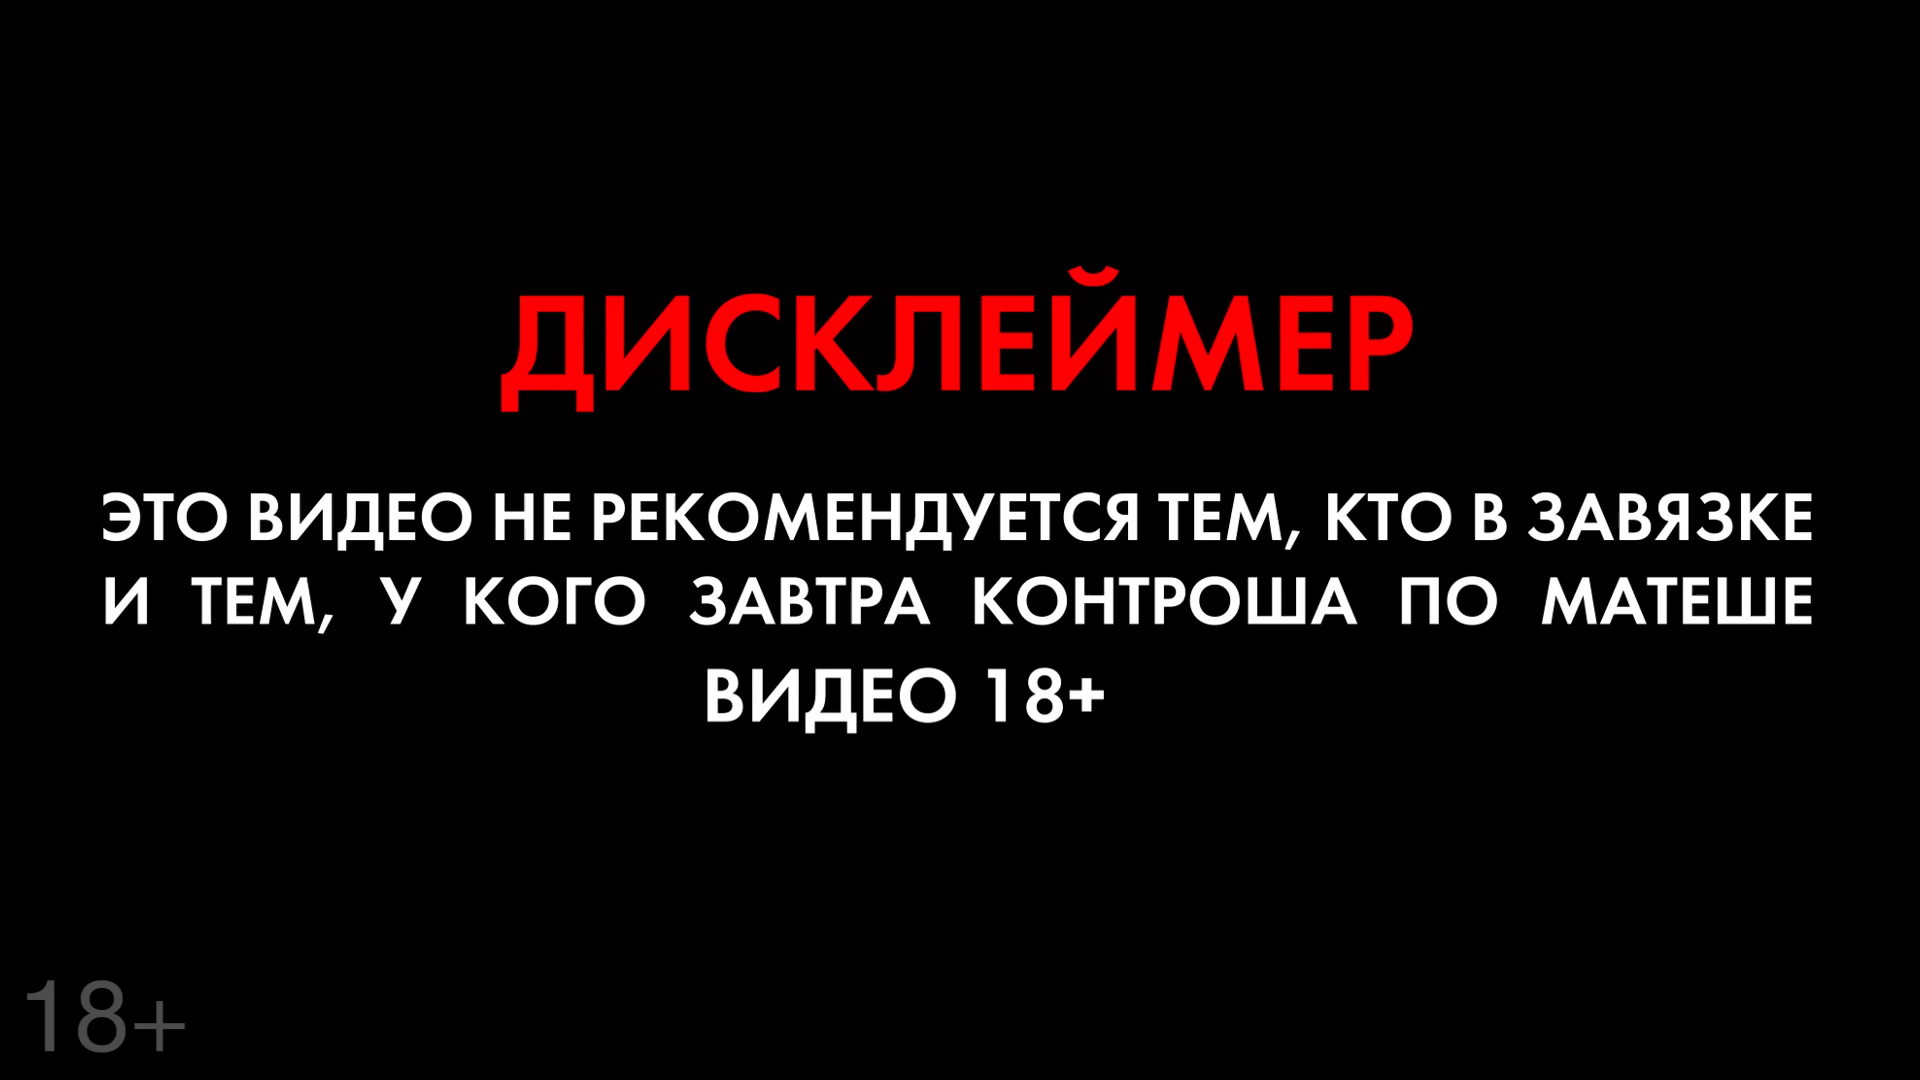 ДИСКЛЕЙМЕР
ЭТО ВИДЕО НЕ РЕКОМЕНДУЕТСЯ ТЕМ, КТО В ЗАВЯЗКЕ
И ТЕМ, У КОГО ЗАВТРА КОНТРОША ПО МАТЕШЕ
ВИДЕО 18+
18+